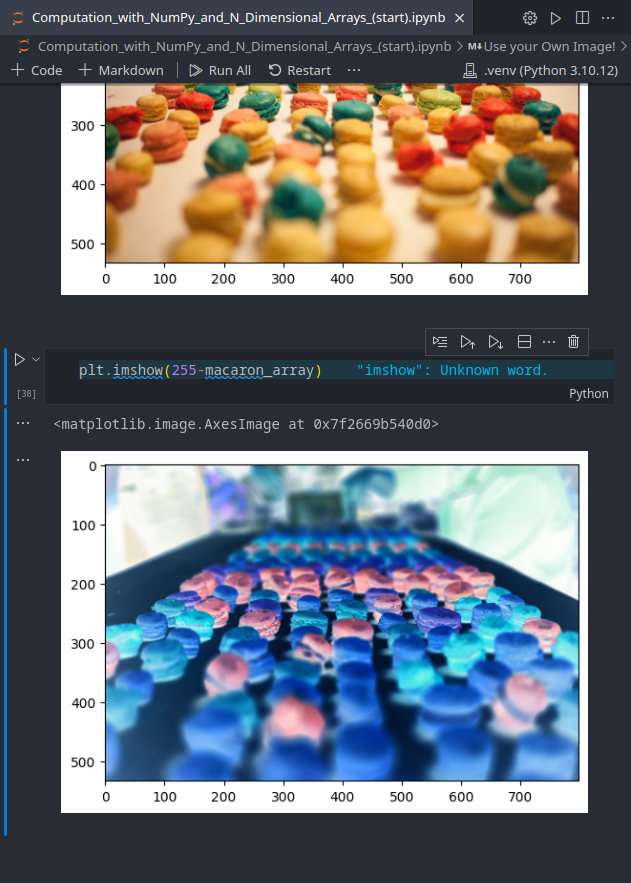 Computation_with_NumPy_and_N_Dimensional_Arrays_(start).ipynb
Computation_with_NumPy_and_N_Dimensional_Arrays_(start).ipynb > M↓Use your Own Image! >
+ Code + Markdown | Run All Restart ··· .venv (Python 3.10.12)
300
400
500
0 100 200 300 400 500 600 700
plt.imshow(255-macaron_array) "imshow": Unknown word.
[38] Python
<matplotlib.image.AxesImage at 0x7f2669b540d0>
0
100
200
300
400
500
0 100 200 300 400 500 600 700